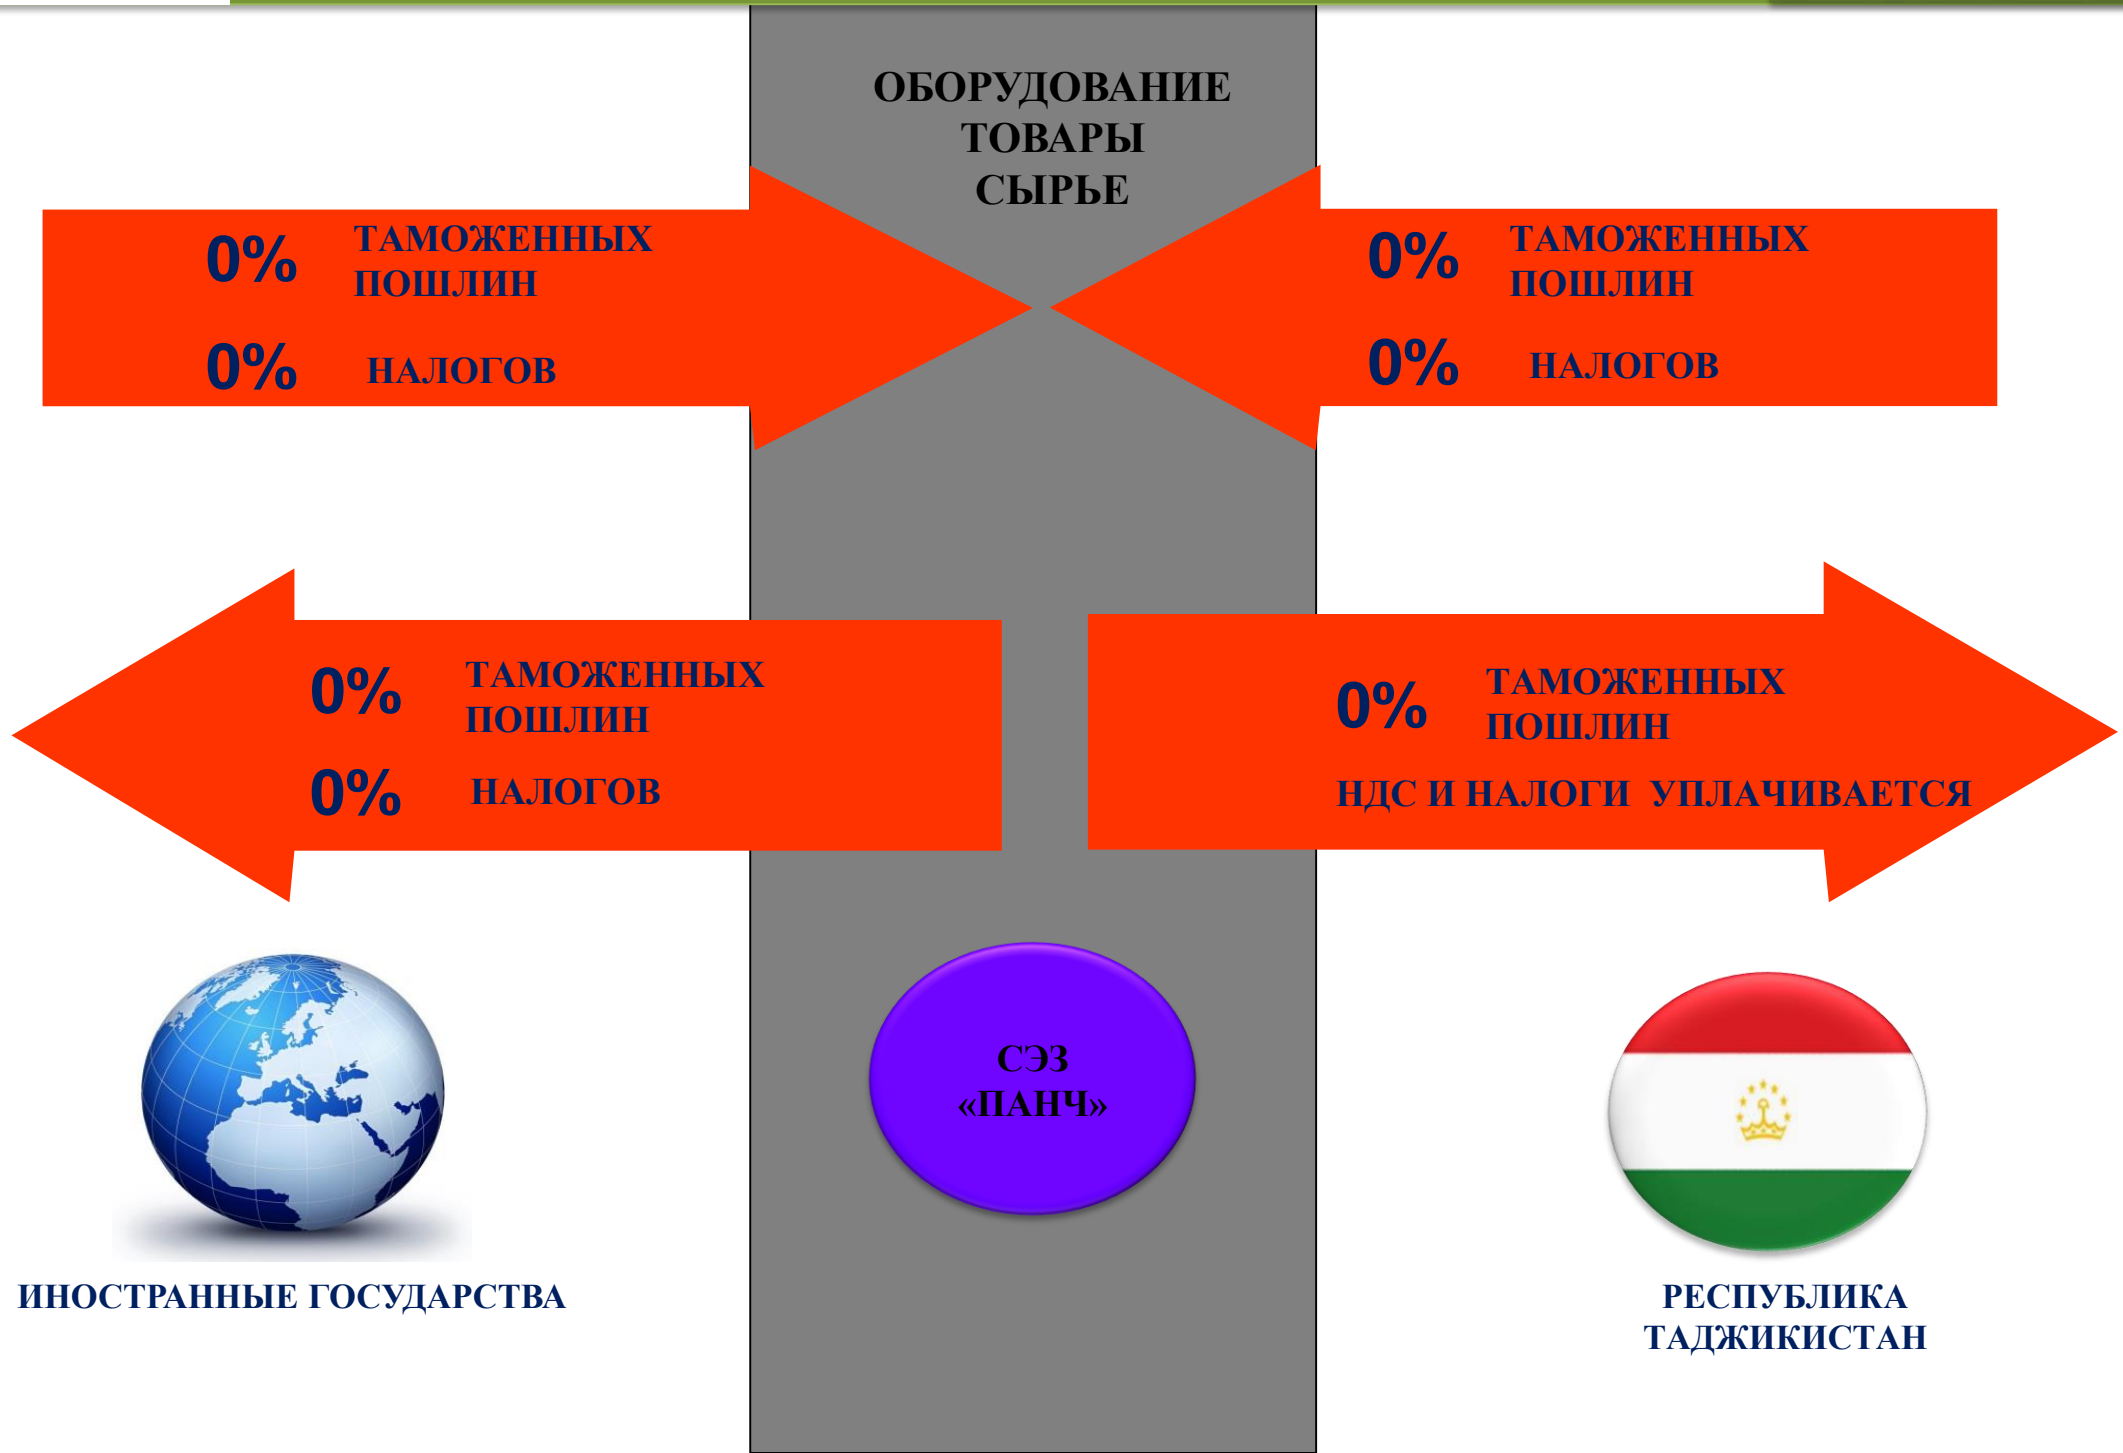 ОБОРУДОВАНИЕ
ТОВАРЫ
СЫРЬЕ
0% ТАМОЖЕННЫХ
ПОШЛИН
0% НАЛОГОВ
0% ТАМОЖЕННЫХ
ПОШЛИН
0% НАЛОГОВ
0% ТАМОЖЕННЫХ
ПОШЛИН
0% НАЛОГОВ
0% ТАМОЖЕННЫХ
ПОШЛИН
НДС И НАЛОГИ УПЛАЧИВАЕТСЯ
СЭЗ
«ПАНЧ»
ИНОСТРАННЫЕ ГОСУДАРСТВА
РЕСПУБЛИКА
ТАДЖИКИСТАН